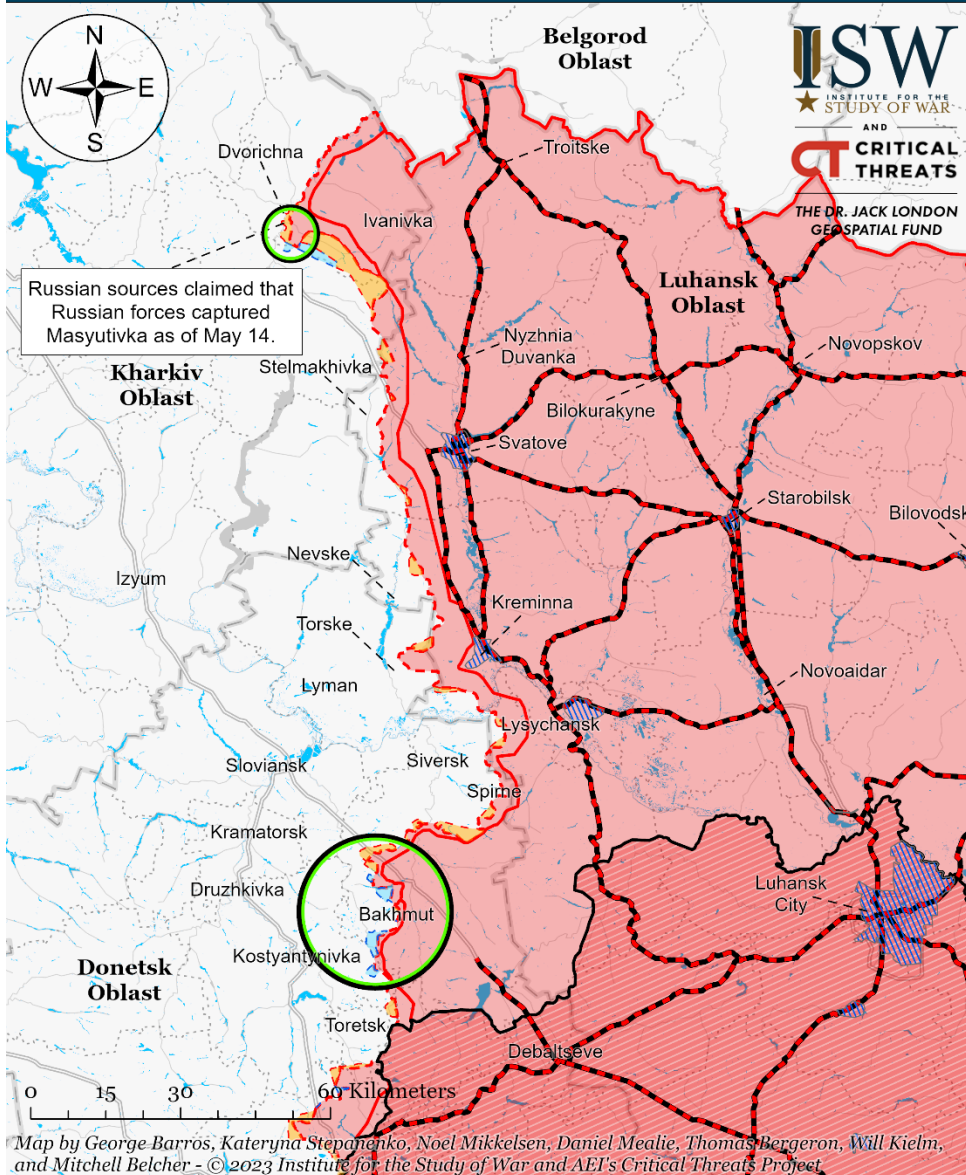 N
W
E
S
Belgorod
Oblast
ISW
INSTITUTE FOR THE
STUDY OF WAR
AND
CT CRITICAL
THREATS
THE DR. JACK LONDON
GEOSPATIAL FUND
Dvorichna
Troitske
Ivanivka
Russian sources claimed that
Russian forces captured
Masyutivka as of May 14.
Luhansk
Oblast
Kharkiv
Oblast
Stelmakhivka
Nyzhnia
Duvanka
Novopskov
Bilokurakyne
Svatove
Starobilsk
Bilovodsk
Nevske
Izyum
Kreminna
Torske
Lyman
Novoaidar
Lysychansk
Sloviansk
Siversk
Spirne
Kramatorsk
Druzhkivka
Bakhmut
Luhansk
City
Kostyantynivka
Donetsk
Oblast
Toretsk
Debaltseve
0 15 30 60 Kilometers
Map by George Barros, Kateryna Stepanenko, Noel Mikkelsen, Daniel Mealie, Thomas Bergeron, Will Kielm,
and Mitchell Belcher - © 2023 Institute for the Study of War and AEI's Critical Threats Project